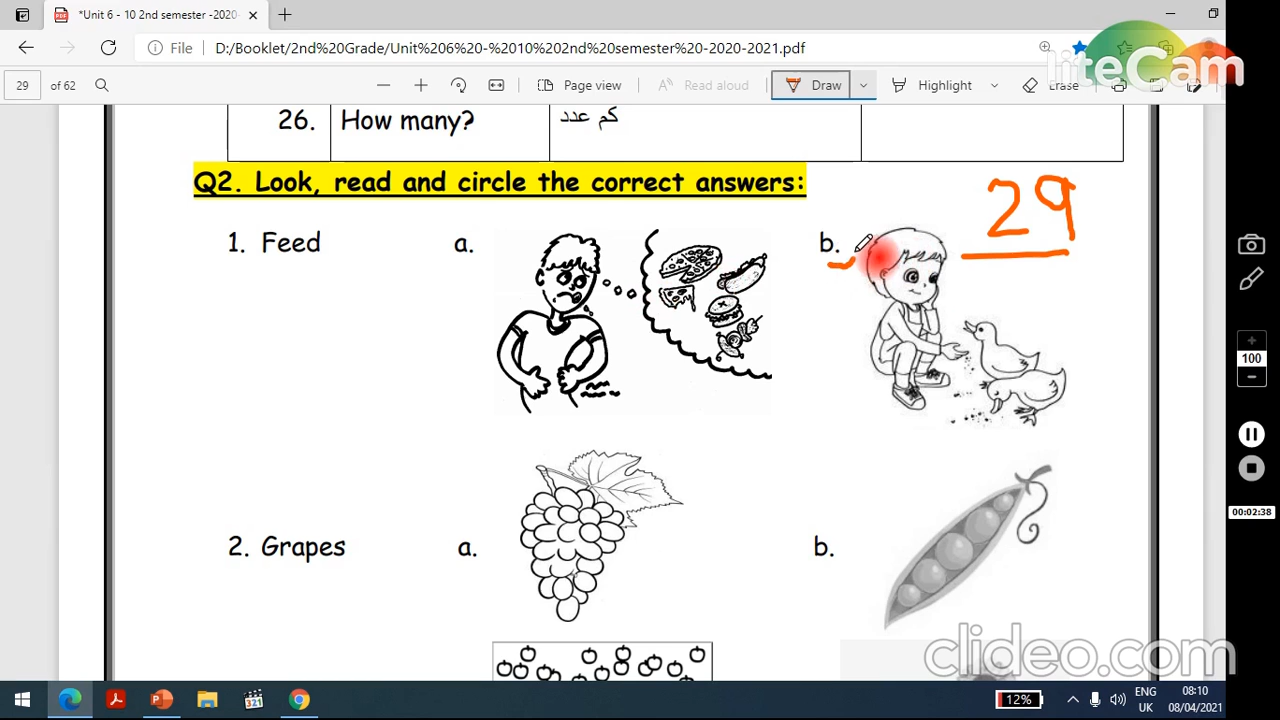 *Unit 6 - 10 2nd semester -2020-
File
D:/Booklet/2nd%20Grade/Unit%206%20-%2010%202nd%20semester%20-2020-2021.pdf
liteCam
29 of 62
Page view
Read aloud
Draw
Highlight
Erase
26. How many? كم عدد
Q2. Look, read and circle the correct answers:
29
1. Feed a. b.
2. Grapes a. b.
100
00:02:38
clideo.com
321
12%
ENG
UK
08:10
08/04/2021